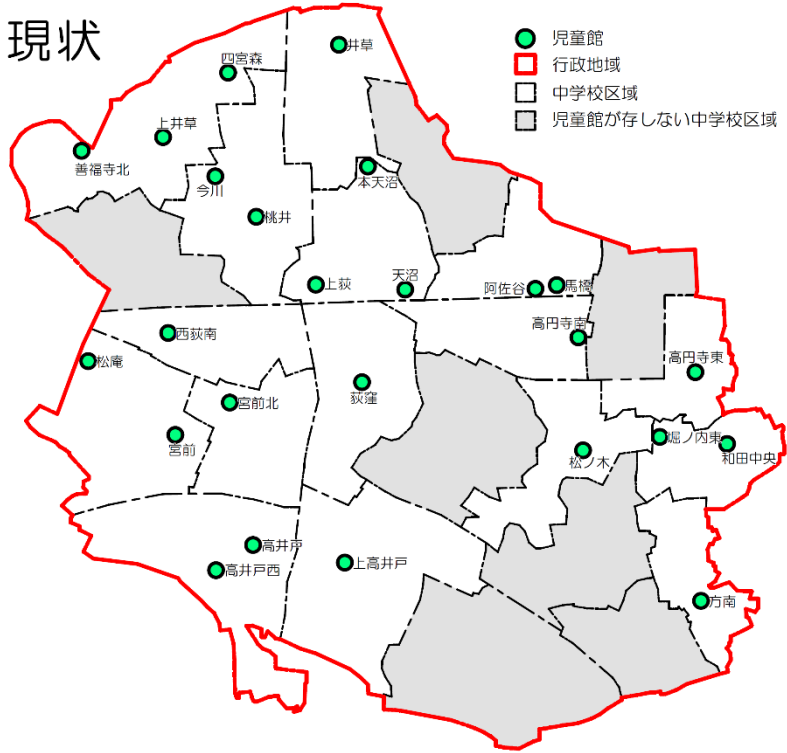 現状
児童館
行政地域
中学校区域
児童館が存しない中学校区域
井草
四宮森
上井草
善福寺北
今川
本天沼
桃井
上荻
天沼
阿佐谷
馬橋
西荻南
高円寺南
松庵
高円寺東
荻窪
宮前北
宮前
堀ノ内東
和田中央
松ノ木
高井戸
高井戸西
上高井戸
方南